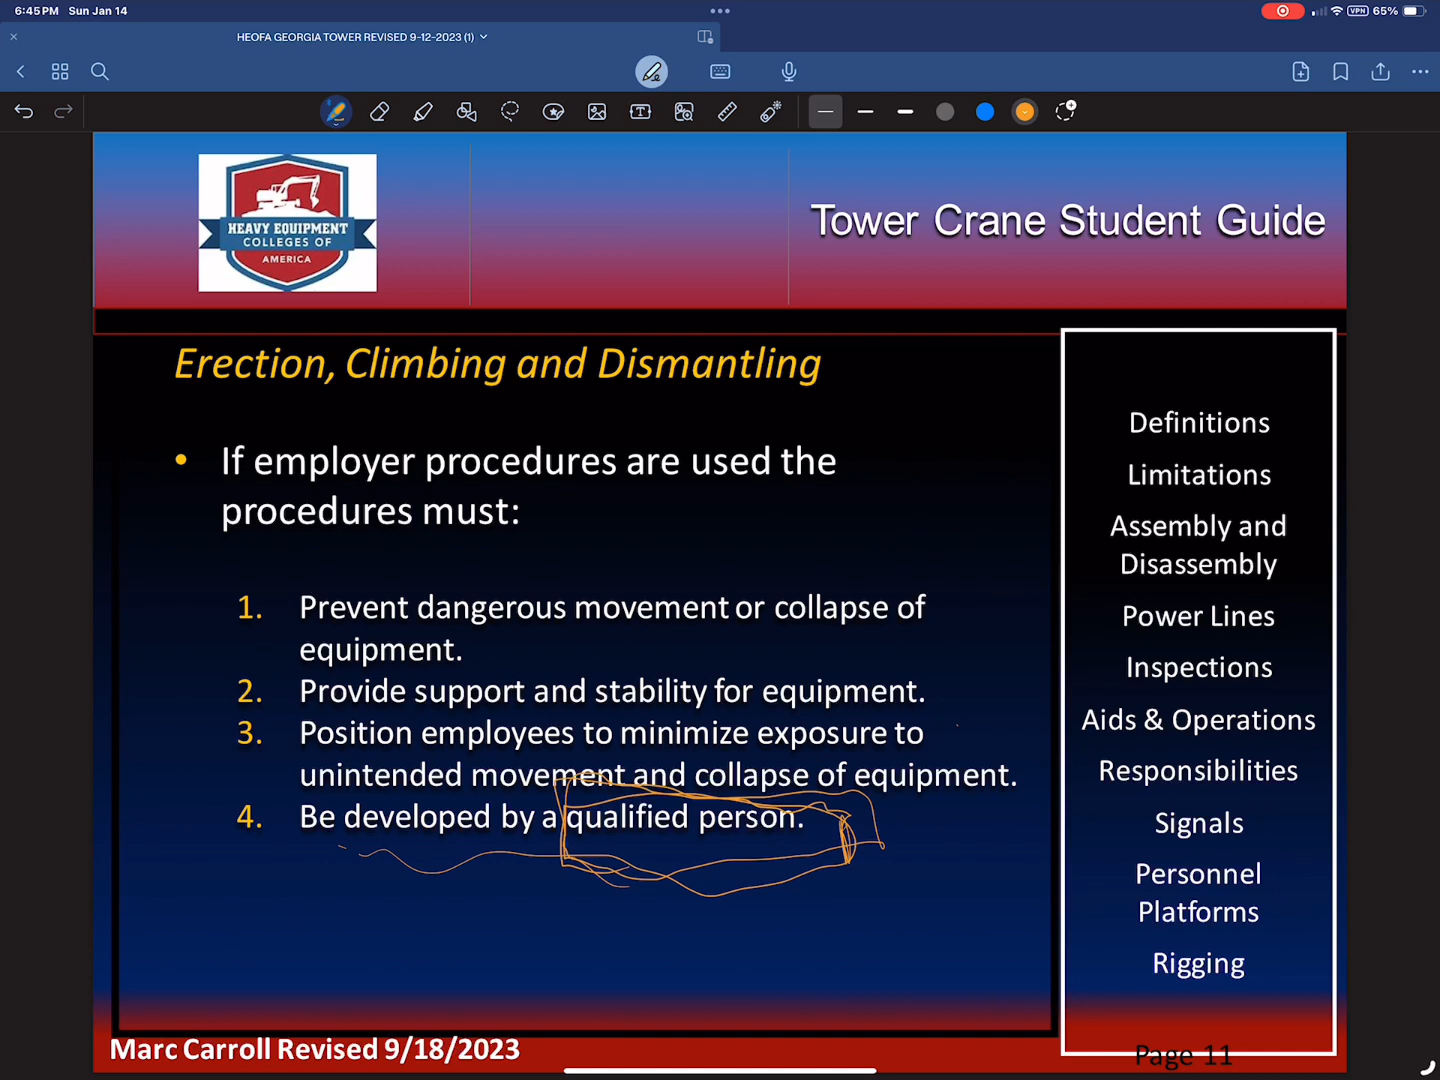 6:45 PM Sun Jan 14
VPN 65%
HEOFA GEORGIA TOWER REVISED 9-12-2023 (1)
HEAVY EQUIPMENT
COLLEGES OF
AMERICA
Tower Crane Student Guide
Erection, Climbing and Dismantling
• If employer procedures are used the
procedures must:
1. Prevent dangerous movement or collapse of
equipment.
2. Provide support and stability for equipment.
3. Position employees to minimize exposure to
unintended movement and collapse of equipment.
4. Be developed by a qualified person.
Definitions
Limitations
Assembly and
Disassembly
Power Lines
Inspections
Aids & Operations
Responsibilities
Signals
Personnel
Platforms
Rigging
Marc Carroll Revised 9/18/2023
Page 11